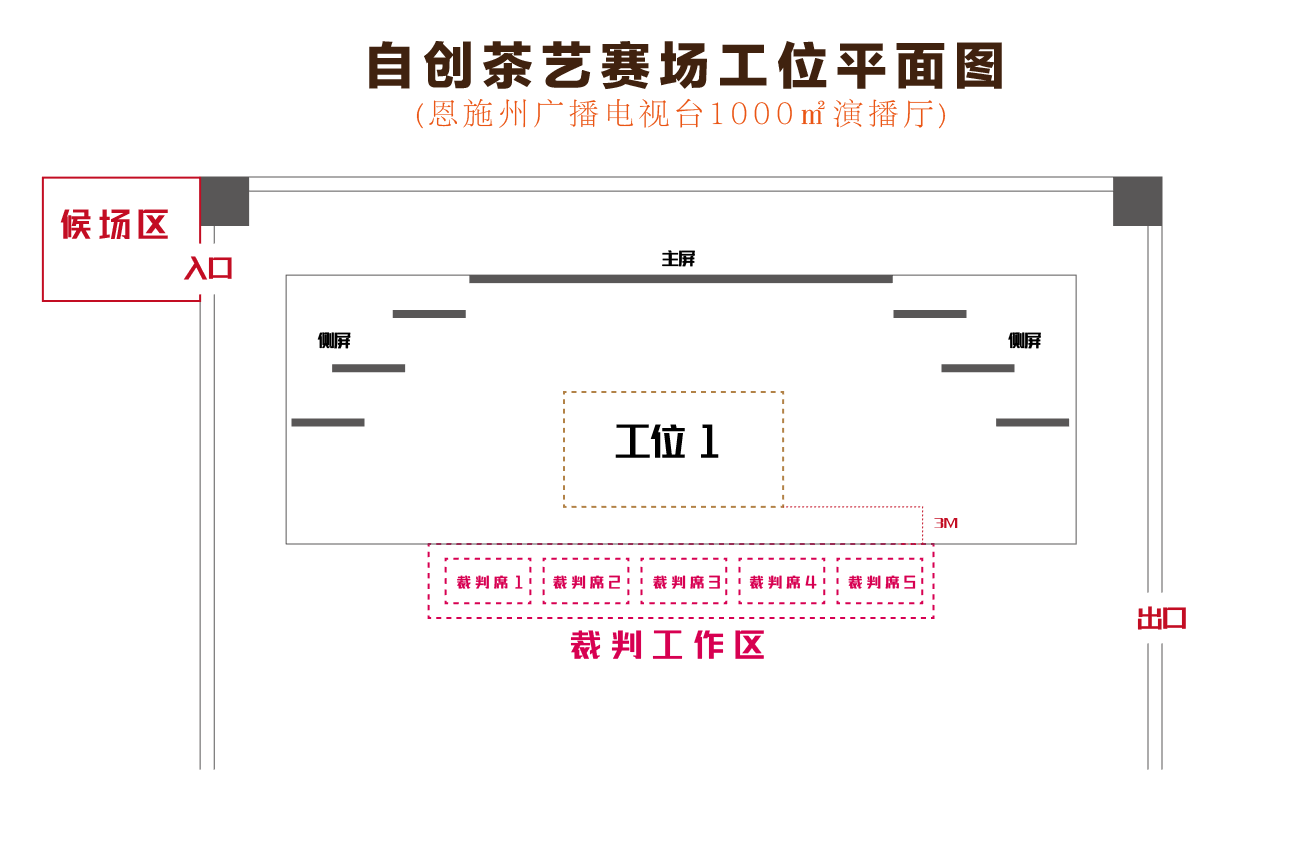 自创茶艺赛场工位平面图
(恩施州广播电视台1000㎡演播厅)
候场区
入口
主屏
侧屏
侧屏
工位 1
3M
裁判席1
裁判席2
裁判席3
裁判席4
裁判席5
出口
裁判工作区